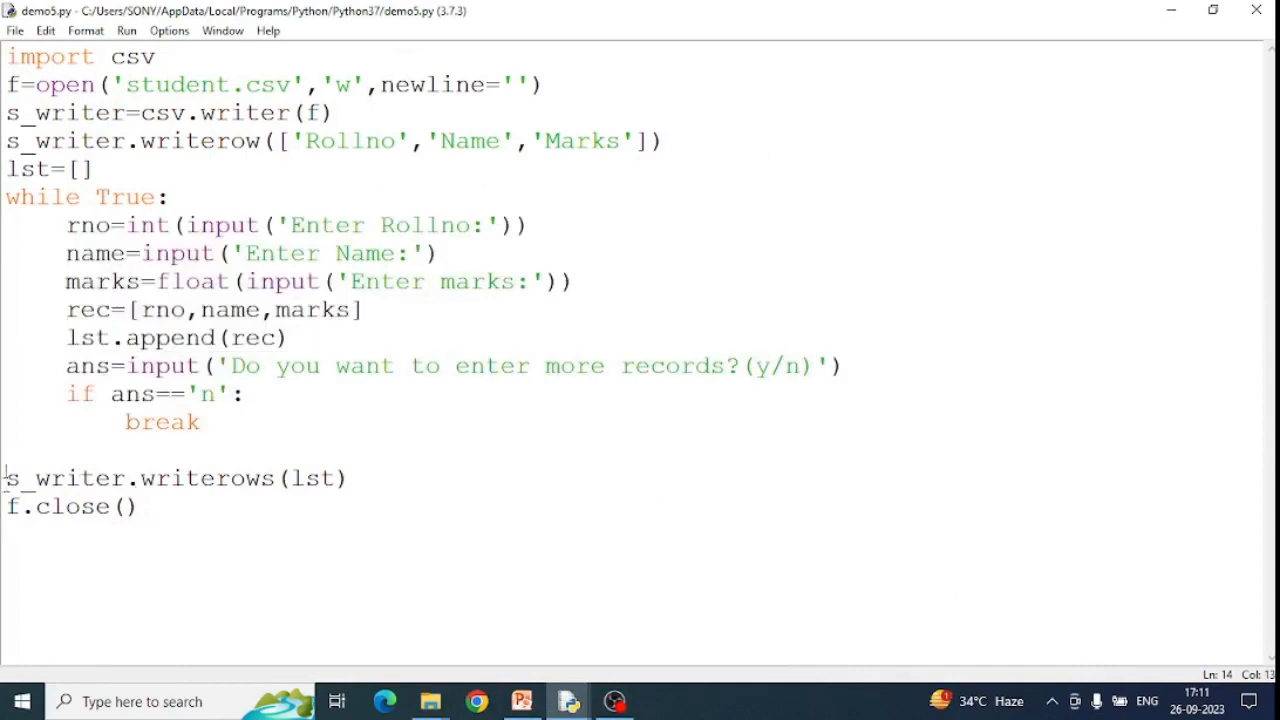 demo5.py - C:/Users/SONY/AppData/Local/Programs/Python/Python37/demo5.py (3.7.3)
File Edit Format Run Options Window Help
import csv
f=open('student.csv','w',newline='')
s_writer=csv.writer(f)
s_writer.writerow(['Rollno','Name','Marks'])
lst=[]
while True:
    rno=int(input('Enter Rollno:'))
    name=input('Enter Name:')
    marks=float(input('Enter marks:'))
    rec=[rno,name,marks]
    lst.append(rec)
    ans=input('Do you want to enter more records?(y/n)')
    if ans=='n':
        break
s_writer.writerows(lst)
f.close()
Ln: 14 Col: 13
Type here to search
34°C Haze
ENG
17:11
26-09-2023